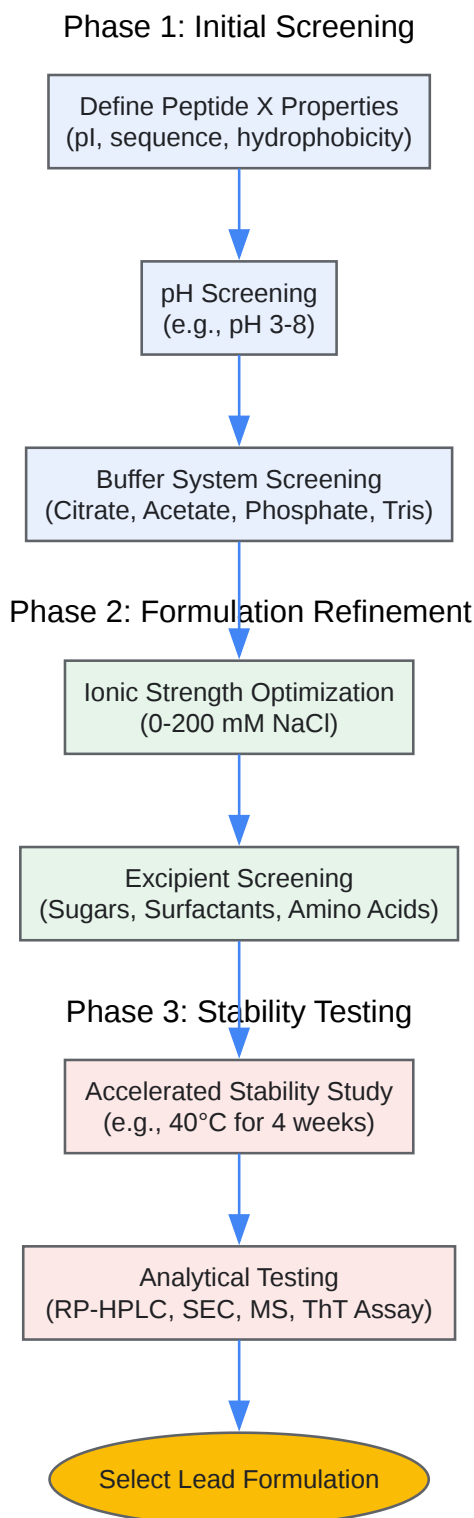 Phase 1: Initial Screening
Define Peptide X Properties
(pI, sequence, hydrophobicity)
pH Screening
(e.g., pH 3-8)
Buffer System Screening
(Citrate, Acetate, Phosphate, Tris)
Phase 2: Formulation Refinement
Ionic Strength Optimization
(0-200 mM NaCl)
Excipient Screening
(Sugars, Surfactants, Amino Acids)
Phase 3: Stability Testing
Accelerated Stability Study
(e.g., 40°C for 4 weeks)
Analytical Testing
(RP-HPLC, SEC, MS, ThT Assay)
Select Lead Formulation